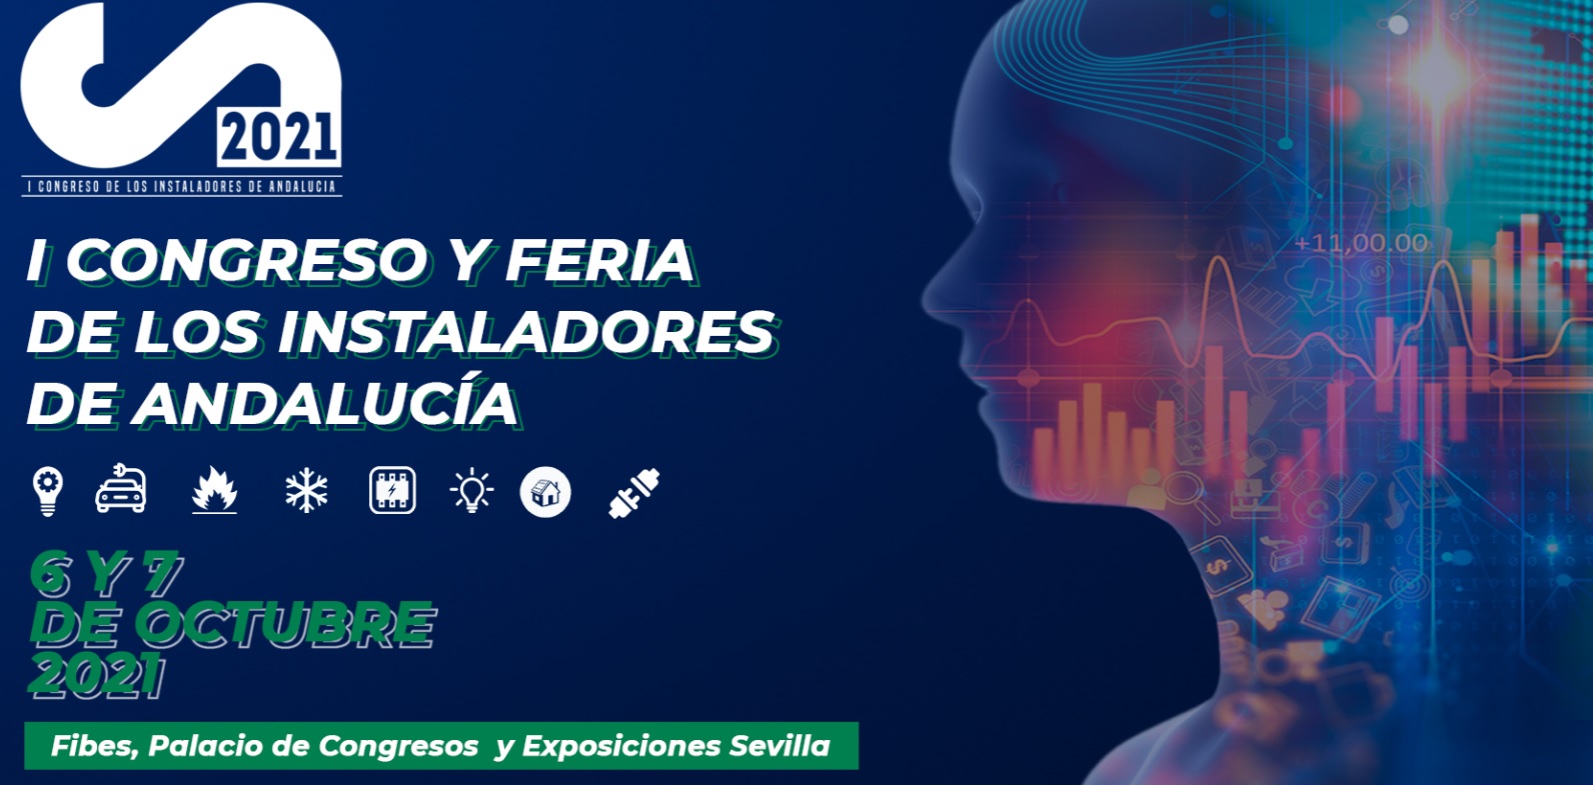 2021
I CONGRESO DE LOS INSTALADORES DE ANDALUCIA
I CONGRESO Y FERIA
DE LOS INSTALADORES
DE ANDALUCÍA
6 Y 7
DE OCTUBRE
2021
Fibes, Palacio de Congresos y Exposiciones Sevilla
+11,00.00